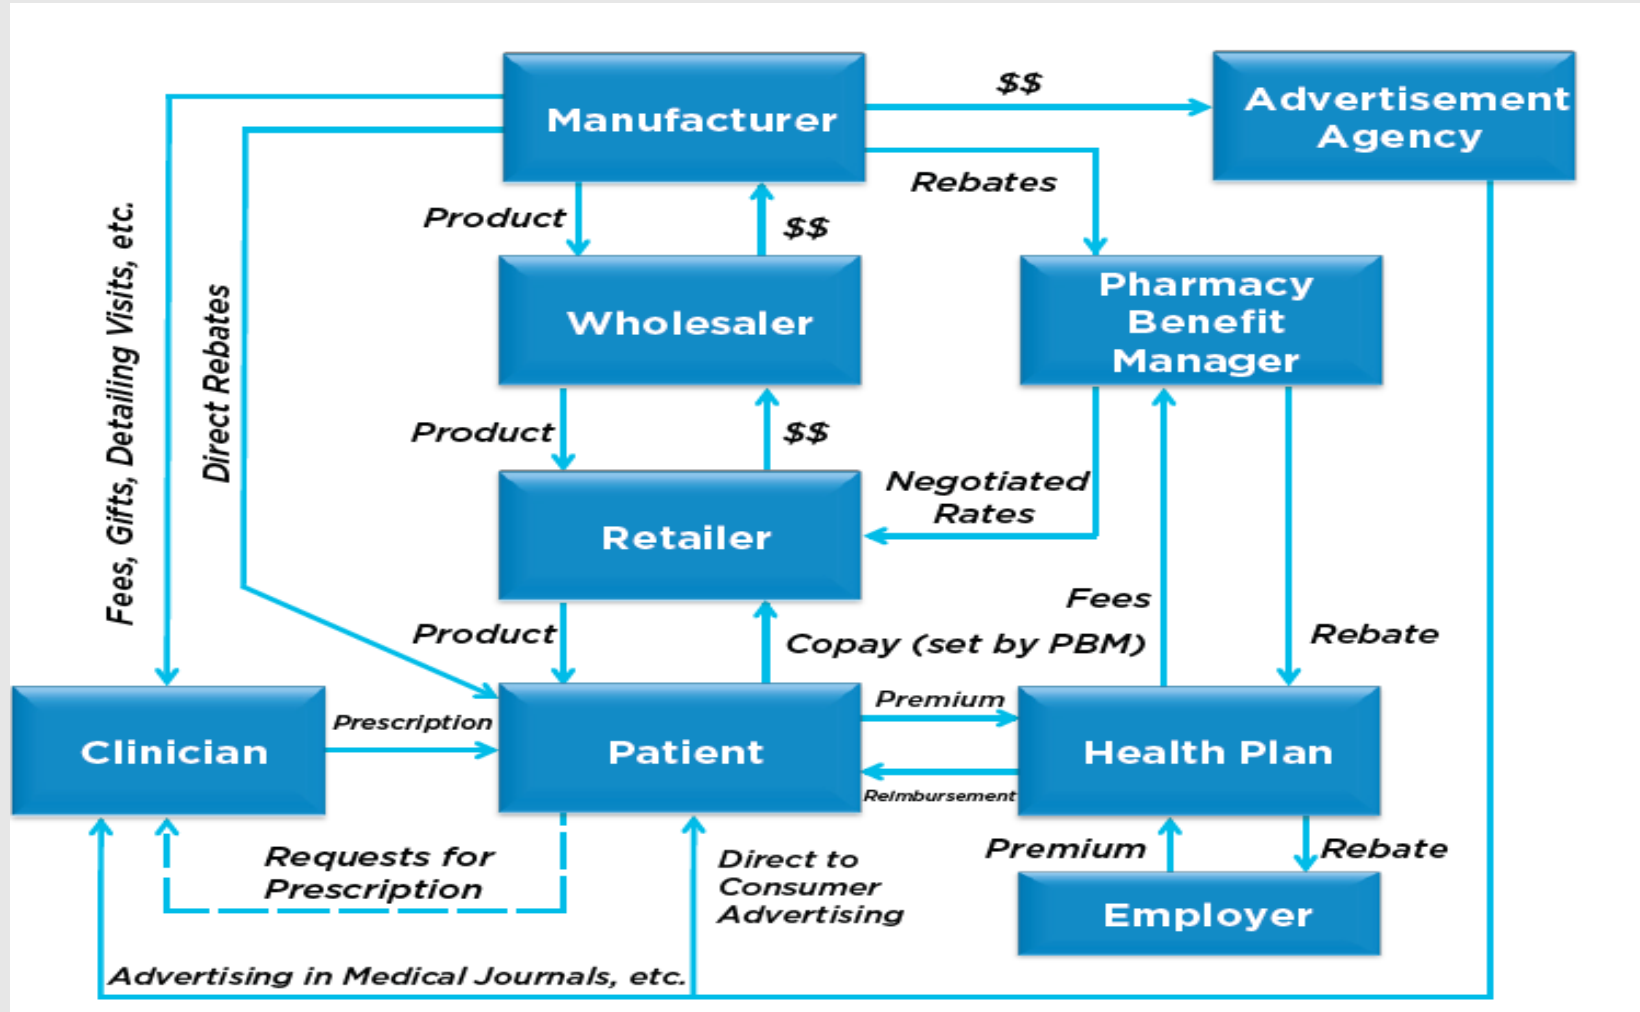 $$
Advertisement
Agency
Manufacturer
Rebates
Product
$$
Fees, Gifts, Detailing Visits, etc.
Direct Rebates
Pharmacy
Benefit
Manager
Wholesaler
Product
$$
Negotiated
Rates
Retailer
Fees
Product
Copay (set by PBM)
Rebate
Premium
Prescription
Clinician
Patient
Health Plan
Reimbursement
Requests for
Prescription
Direct to
Consumer
Advertising
Premium
Rebate
Employer
Advertising in Medical Journals, etc.